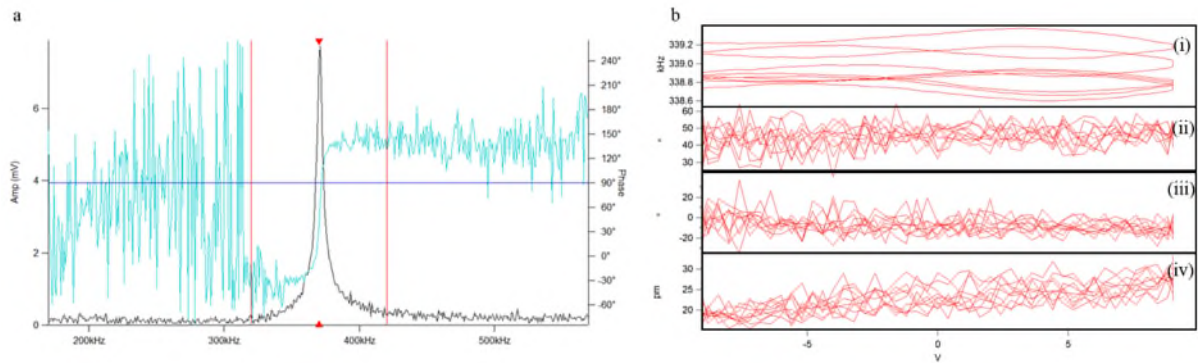 a
6
4
2
0
Amp (mV)
240°
210°
180°
150°
120°
90°
60°
30°
0°
-30°
-60°
Phase
200kHz 300kHz 400kHz 500kHz
b
339.2
339.0
338.8
338.6
kHz
(i)
60
50
40
30
°
(ii)
20
0
-20
°
(iii)
30
25
20
pm
(iv)
-5 0 5
V